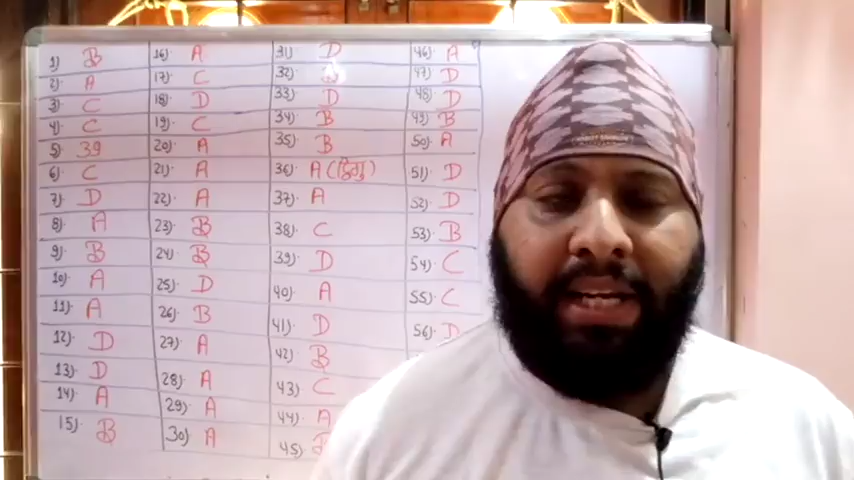 1) B
2) A
3) C
4) C
5) 39
6) C
7) D
8) A
9) B
10) A
11) A
12) D
13) D
14) A
15) B
16) A
17) C
18) D
19) C
20) A
21) A
22) A
23) B
24) B
25) D
26) B
27) A
28) A
29) A
30) A
31) D
32)
33) D
34) B
35) B
36) A (द्विगु)
37) A
38) C
39) D
40) A
41) D
42) B
43) C
44) A
45) B
46) A
47) D
48) D
49) B
50) A
51) D
52) D
53) B
54) C
55) C
56) D